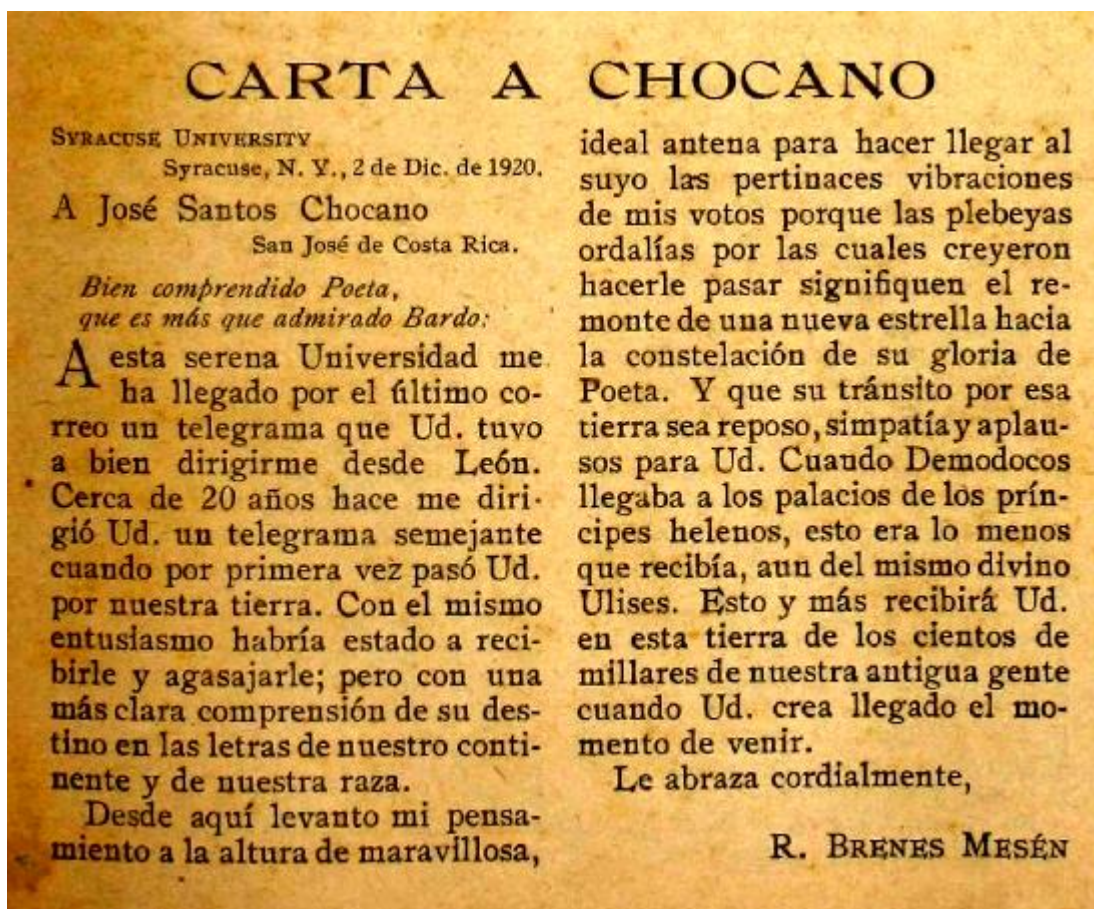 CARTA A CHOCANO
SYRACUSE UNIVERSITY
Syracuse, N. Y., 2 de Dic. de 1920.
A José Santos Chocano
San José de Costa Rica.
Bien comprendido Poeta,
que es más que admirado Bardo:
A esta serena Universidad me
ha llegado por el último co-
rreo un telegrama que Ud. tuvo
a bien dirigirme desde León.
Cerca de 20 años hace me diri-
gió Ud. un telegrama semejante
cuando por primera vez pasó Ud.
por nuestra tierra. Con el mismo
entusiasmo habría estado a reci-
birle y agasajarle; pero con una
más clara comprensión de su des-
tino en las letras de nuestro conti-
nente y de nuestra raza.
Desde aquí levanto mi pensa-
miento a la altura de maravillosa,
ideal antena para hacer llegar al
suyo las pertinaces vibraciones
de mis votos porque las plebeyas
ordalías por las cuales creyeron
hacerle pasar signifiquen el re-
monte de una nueva estrella hacia
la constelación de su gloria de
Poeta. Y que su tránsito por esa
tierra sea reposo, simpatía y aplau-
sos para Ud. Cuando Demodocos
llegaba a los palacios de los prín-
cipes helenos, esto era lo menos
que recibía, aun del mismo divino
Ulises. Esto y más recibirá Ud.
en esta tierra de los cientos de
millares de nuestra antigua gente
cuando Ud. crea llegado el mo-
mento de venir.
Le abraza cordialmente,
R. BRENES MESÉN